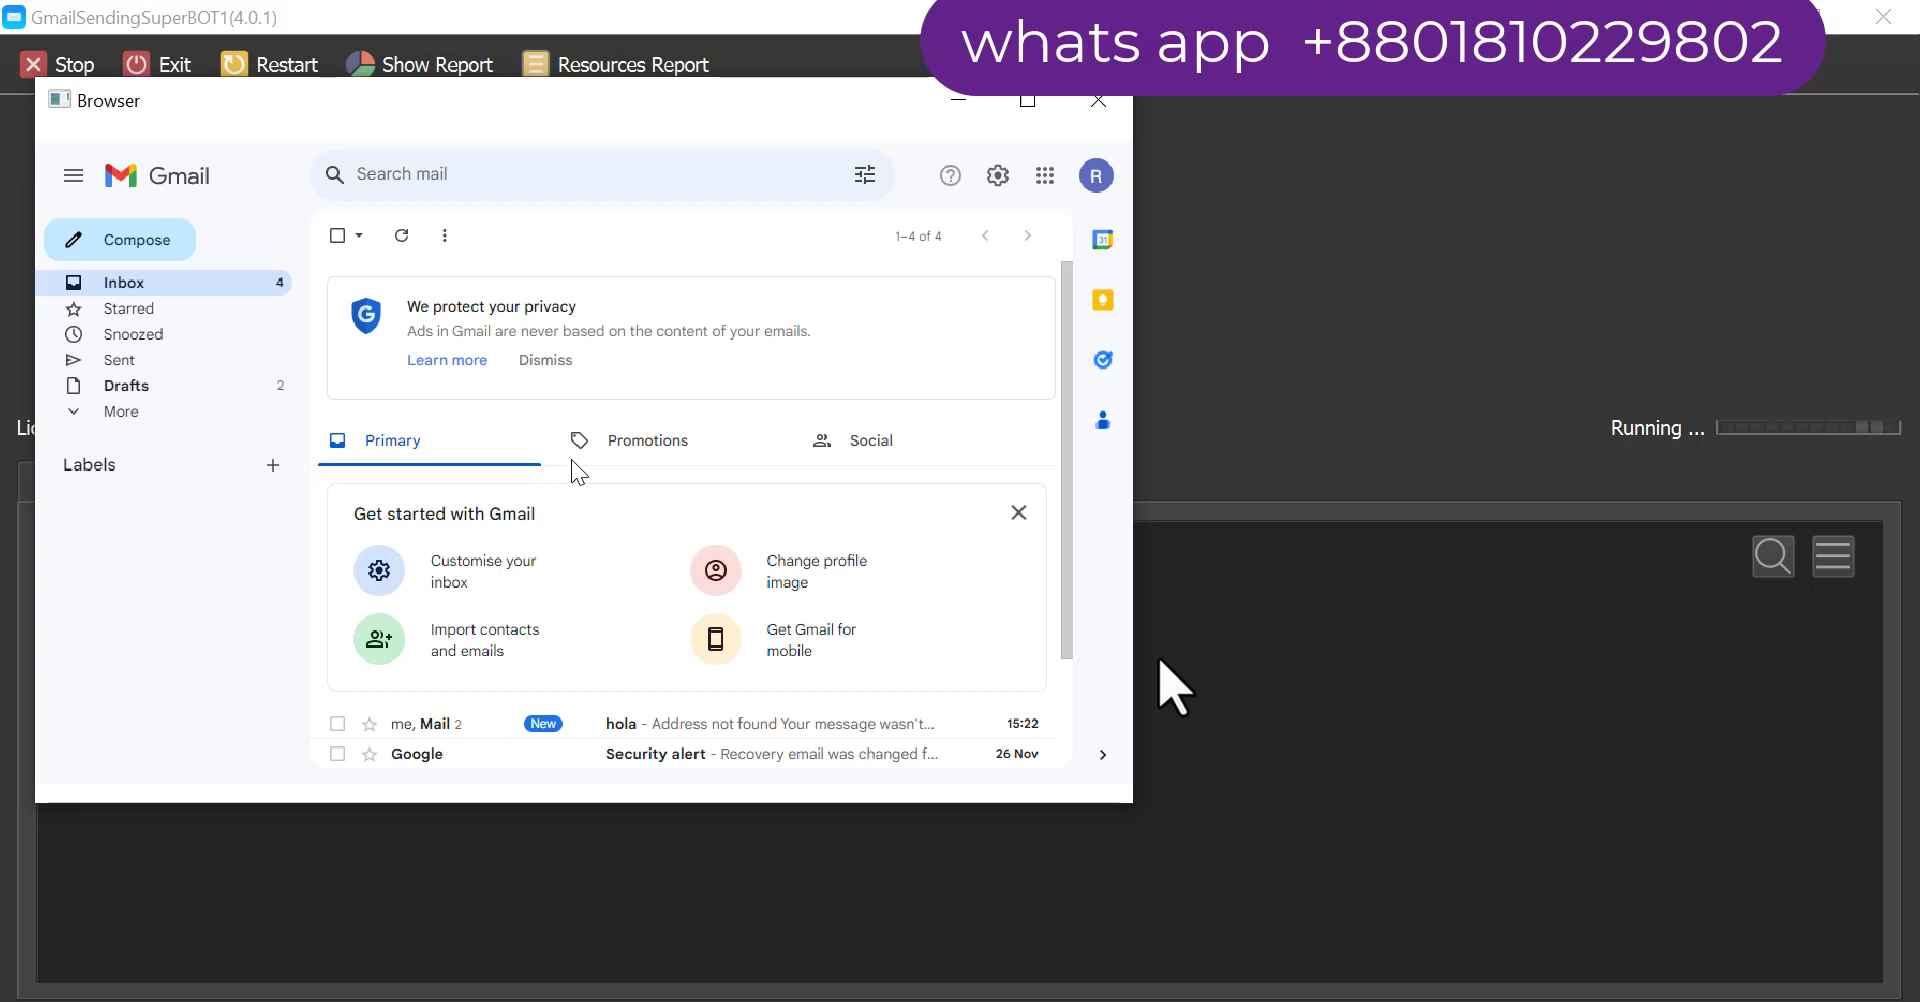 GmailSendingSuperBOT1(4.0.1)
whats app +8801810229802
Stop Exit Restart Show Report Resources Report
Browser
Gmail
Search mail
R
Compose
1–4 of 4
31
Inbox 4
Starred
Snoozed
Sent
Drafts 2
More
Labels
We protect your privacy
Ads in Gmail are never based on the content of your emails.
Learn more Dismiss
Primary Promotions Social
Running ...
Get started with Gmail
Customise your
inbox
Change profile
image
Import contacts
and emails
Get Gmail for
mobile
me, Mail 2 New hola - Address not found Your message wasn't... 15:22
Google Security alert - Recovery email was changed f... 26 Nov